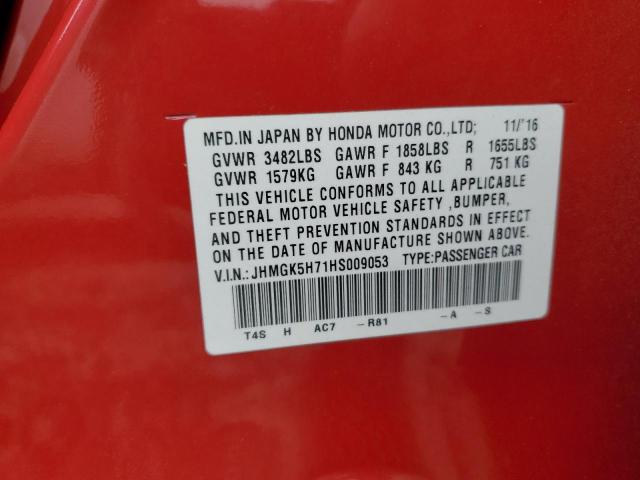 MFD.IN JAPAN BY HONDA MOTOR CO.,LTD; 11/'16
GVWR 3482LBS GAWR F 1858LBS R 1655LBS
GVWR 1579KG GAWR F 843 KG R 751 KG
THIS VEHICLE CONFORMS TO ALL APPLICABLE
FEDERAL MOTOR VEHICLE SAFETY ,BUMPER,
AND THEFT PREVENTION STANDARDS IN EFFECT
ON THE DATE OF MANUFACTURE SHOWN ABOVE.
V.I.N.:JHMGK5H71HS009053 TYPE:PASSENGER CAR
T4S H AC7 -R81 -A -S